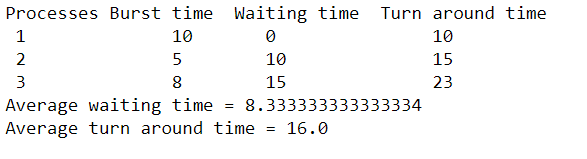 Processes Burst time  Waiting time  Turn around time
1 10 0 10
2 5 10 15
3 8 15 23
Average waiting time = 8.333333333333334
Average turn around time = 16.0